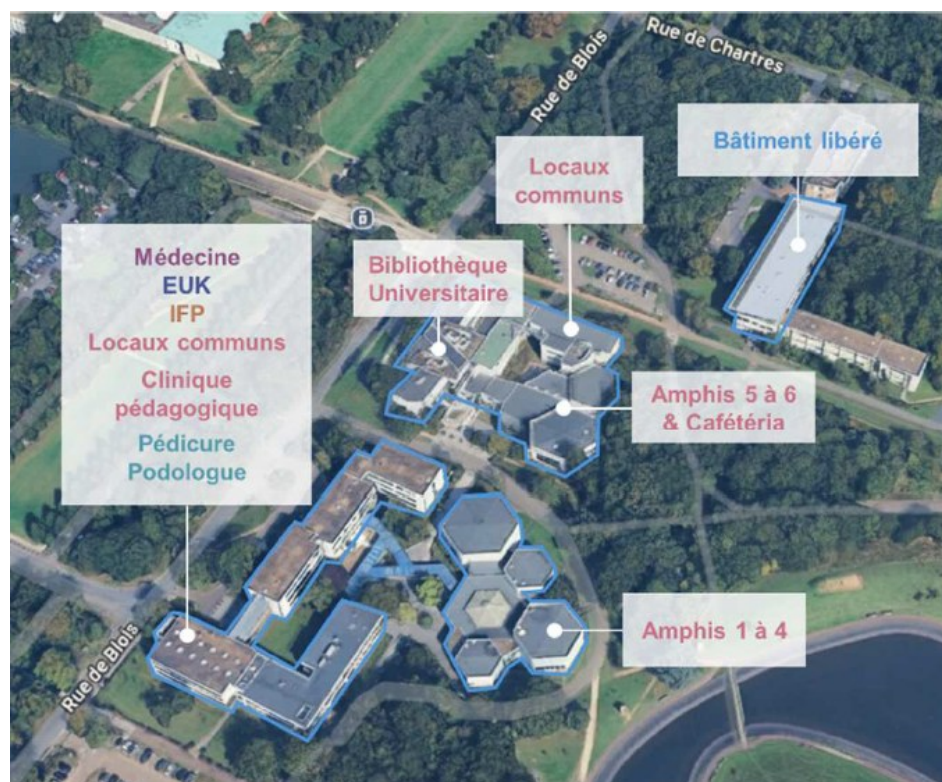 Rue de Blois
Rue de Chartres
Bâtiment libéré
Locaux
communs
Bibliothèque
Universitaire
Médecine
EUK
IFP
Locaux communs
Clinique
pédagogique
Pédicure
Podologue
Amphis 5 à 6
& Cafétéria
Amphis 1 à 4
Rue de Blois